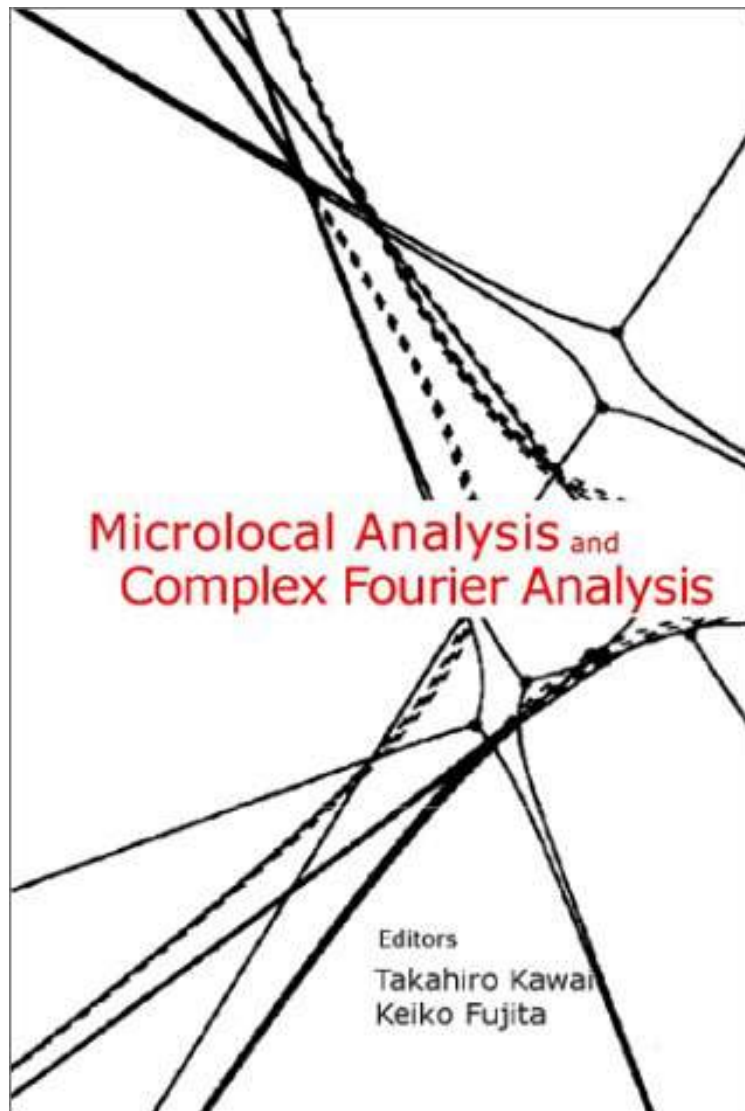 Microlocal Analysis and
Complex Fourier Analysis
Editors
Takahiro Kawai
Keiko Fujita